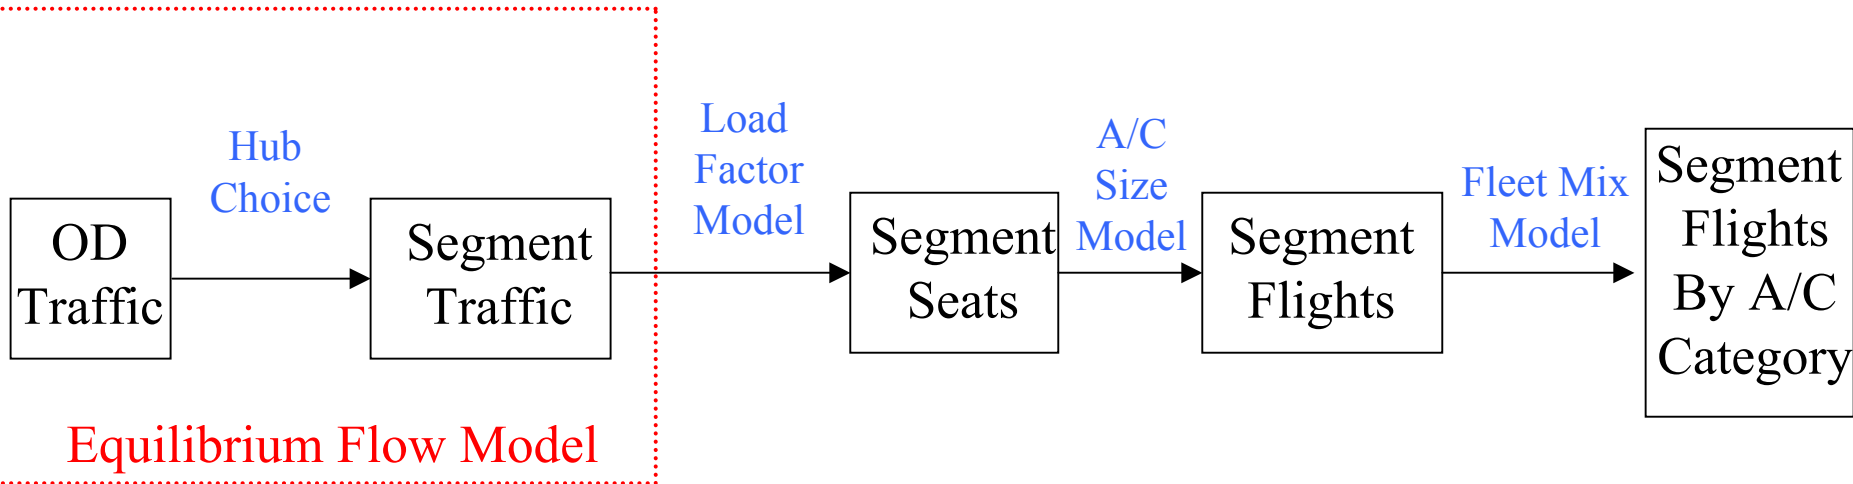 Hub
Choice
OD
Traffic
Segment
Traffic
Equilibrium Flow Model
Load
Factor
Model
Segment
Seats
A/C
Size
Model
Segment
Flights
Fleet Mix
Model
Segment
Flights
By A/C
Category